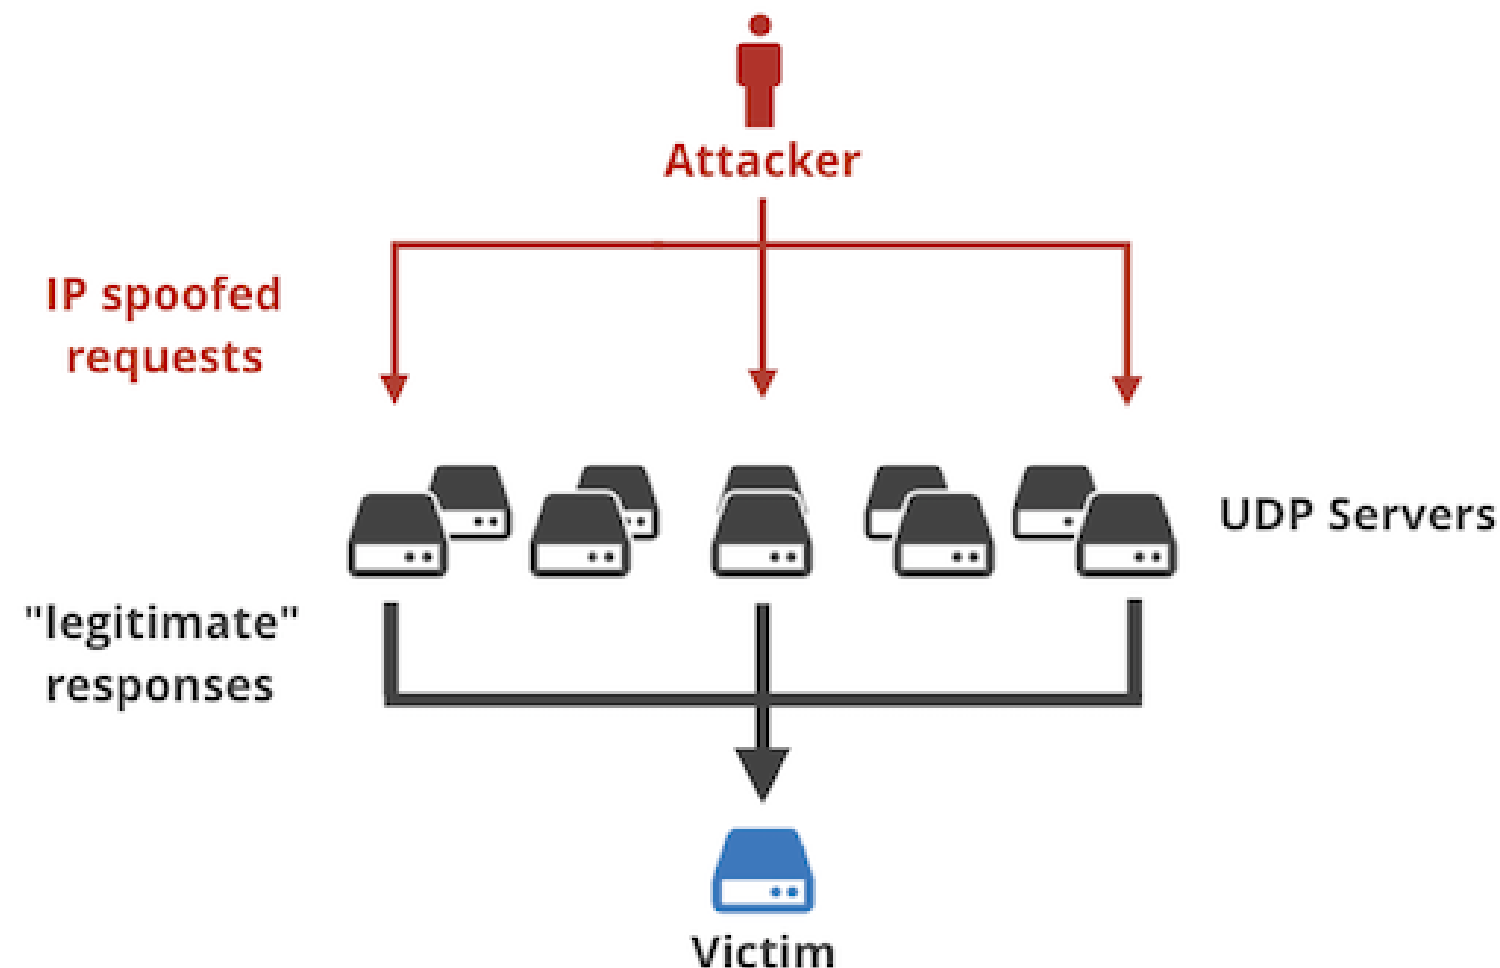 Attacker
IP spoofed
requests
UDP Servers
"legitimate"
responses
Victim